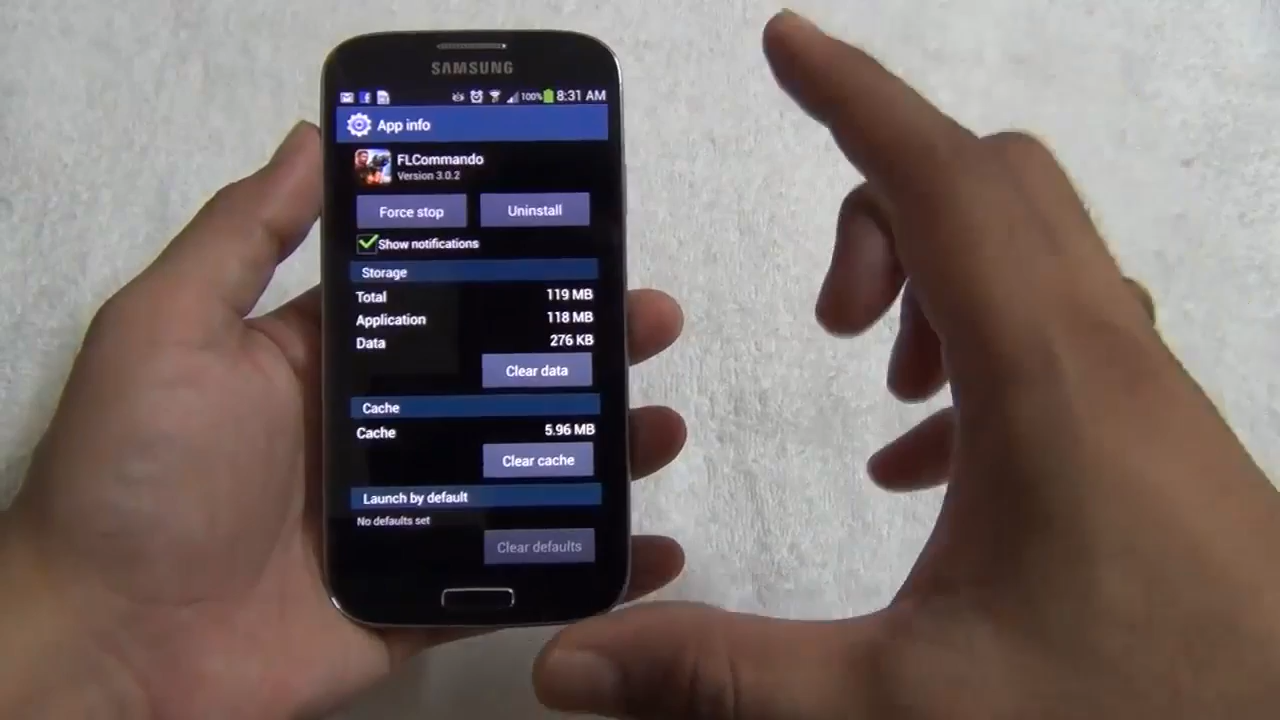 SAMSUNG
100% 8:31 AM
App info
FLCommando
Version 3.0.2
Force stop Uninstall
Show notifications
Storage
Total 119 MB
Application 118 MB
Data 276 KB
Clear data
Cache
Cache 5.96 MB
Clear cache
Launch by default
No defaults set
Clear defaults